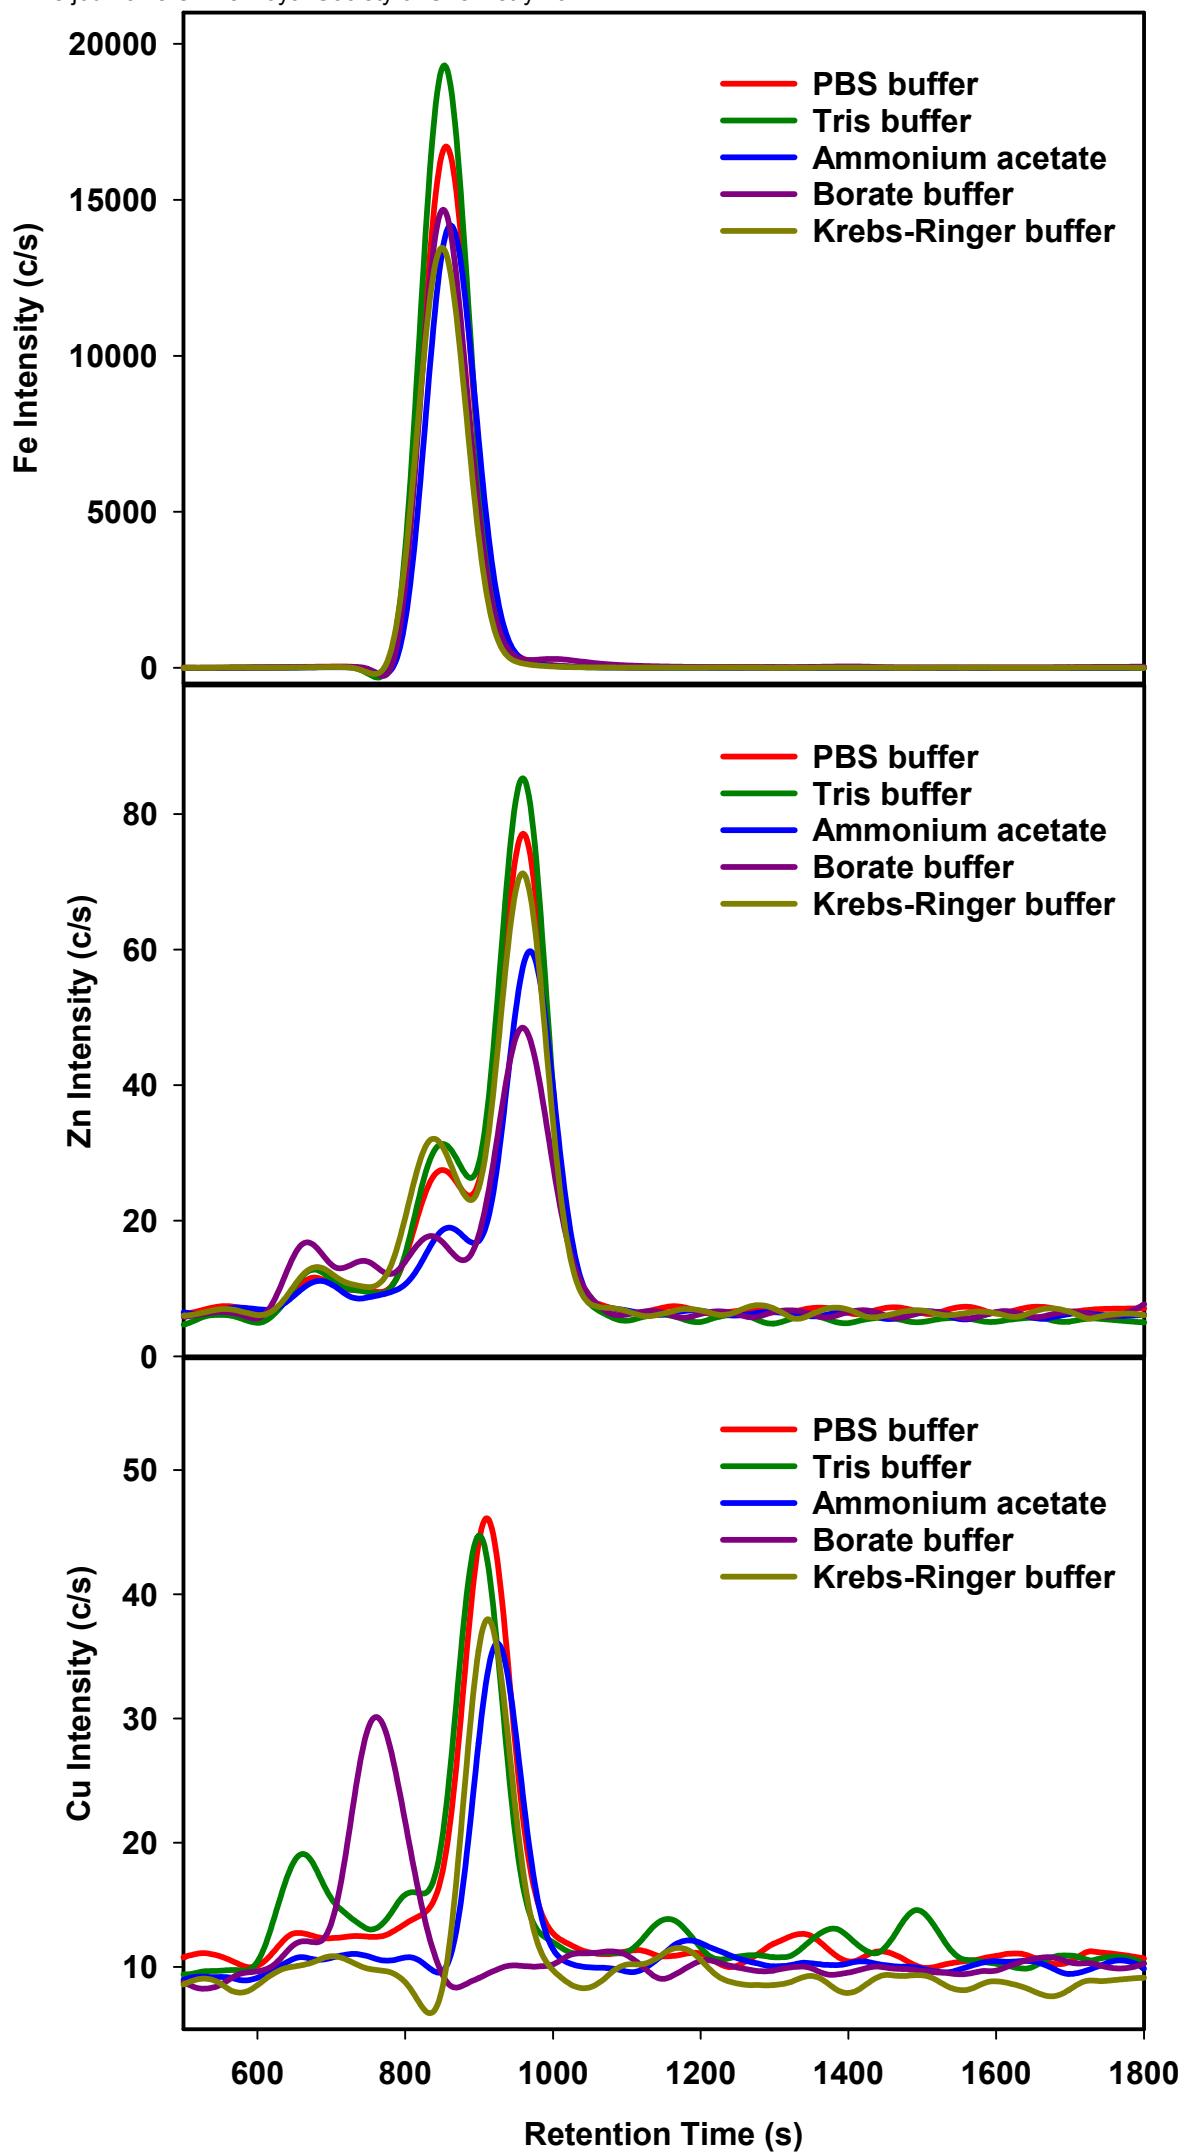 20000
15000
10000
5000
0
Fe Intensity (c/s)
PBS buffer
Tris buffer
Ammonium acetate
Borate buffer
Krebs-Ringer buffer
80
60
40
20
0
Zn Intensity (c/s)
PBS buffer
Tris buffer
Ammonium acetate
Borate buffer
Krebs-Ringer buffer
50
40
30
20
10
Cu Intensity (c/s)
PBS buffer
Tris buffer
Ammonium acetate
Borate buffer
Krebs-Ringer buffer
600 800 1000 1200 1400 1600 1800
Retention Time (s)